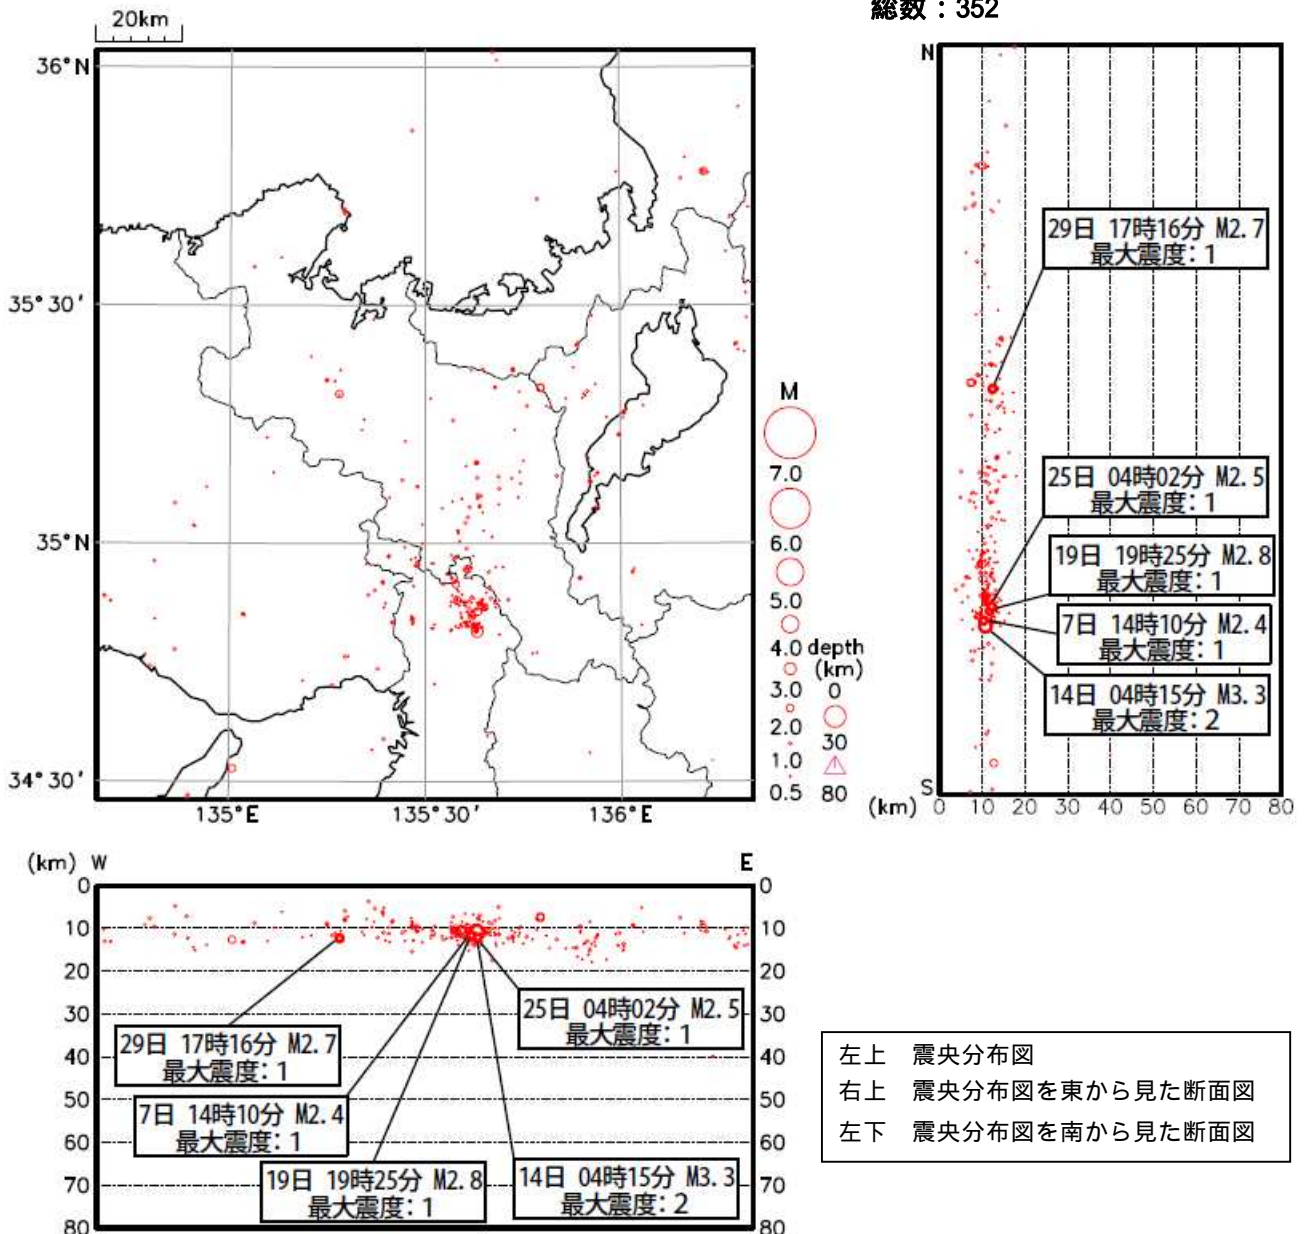 総数：352
20km
36°N
35°30′
35°N
34°30′
135°E
135°30′
136°E
M
7.0
6.0
5.0
4.0
3.0
2.0
1.0
0.5
depth
(km)
0
30
80
N
S
29日 17時16分 M2.7
最大震度：1
25日 04時02分 M2.5
最大震度：1
19日 19時25分 M2.8
最大震度：1
7日 14時10分 M2.4
最大震度：1
14日 04時15分 M3.3
最大震度：2
(km)
0 10 20 30 40 50 60 70 80
(km) W
E
0
10
20
30
40
50
60
70
80
0
10
20
30
40
50
60
70
80
25日 04時02分 M2.5
最大震度：1
29日 17時16分 M2.7
最大震度：1
7日 14時10分 M2.4
最大震度：1
19日 19時25分 M2.8
最大震度：1
14日 04時15分 M3.3
最大震度：2
左上　震央分布図
右上　震央分布図を東から見た断面図
左下　震央分布図を南から見た断面図